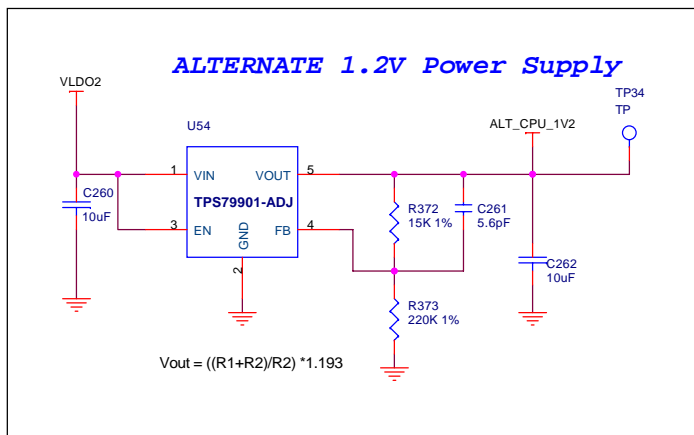 ALTERNATE 1.2V Power Supply
VLDO2
TP34
TP
ALT_CPU_1V2
U54
1
VIN
VOUT
5
C260
10uF
TPS79901-ADJ
R372
15K 1%
C261
5.6pF
3
EN
GND
FB
4
2
C262
10uF
R373
220K 1%
Vout = ((R1+R2)/R2) *1.193